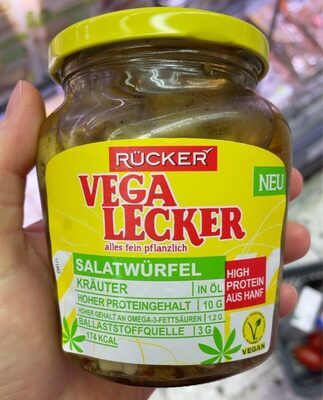 RÜCKER
VEGA
LECKER
alles fein pflanzlich
NEU
SALATWÜRFEL
KRÄUTER IN ÖL
HOHER PROTEINGEHALT 10 G
HOHER GEHALT AN OMEGA-3-FETTSÄUREN 1,2 G
BALLASTSTOFFQUELLE 3 G
174 KCAL
HIGH
PROTEIN
AUS HANF
VEGAN